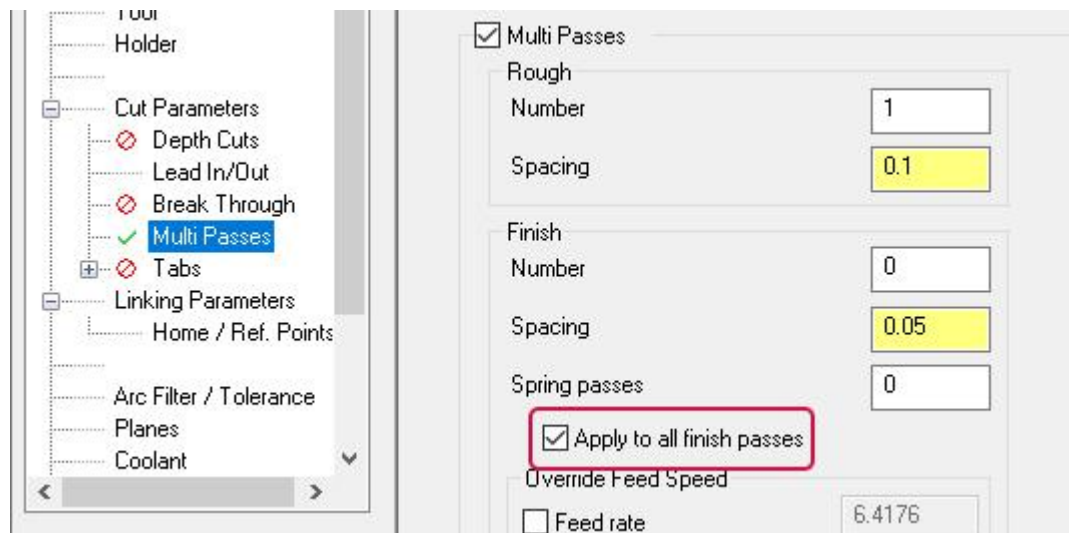 Tool
Holder
Cut Parameters
Depth Cuts
Lead In/Out
Break Through
Multi Passes
Tabs
Linking Parameters
Home / Ref. Points
Arc Filter / Tolerance
Planes
Coolant
Multi Passes
Rough
Number
1
Spacing
0.1
Finish
Number
0
Spacing
0.05
Spring passes
0
Apply to all finish passes
Override Feed Speed
Feed rate
6.4176